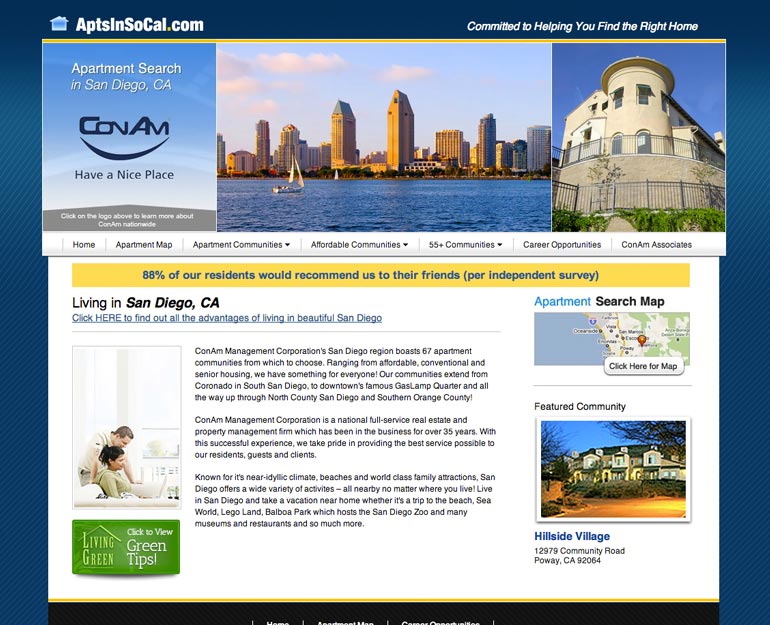 AptsInSoCal.com
Committed to Helping You Find the Right Home
Apartment Search
in San Diego, CA
CONAM
Have a Nice Place
Click on the logo above to learn more about
ConAm nationwide
Home
Apartment Map
Apartment Communities
Affordable Communities
55+ Communities
Career Opportunities
ConAm Associates
88% of our residents would recommend us to their friends (per independent survey)
Living in San Diego, CA
Click HERE to find out all the advantages of living in beautiful San Diego
ConAm Management Corporation's San Diego region boasts 67 apartment
communities from which to choose. Ranging from affordable, conventional and
senior housing, we have something for everyone! Our communities extend from
Coronado in South San Diego, to downtown's famous GasLamp Quarter and all
the way up through North County San Diego and Southern Orange County!
ConAm Management Corporation is a national full-service real estate and
property management firm which has been in the business for over 35 years. With
this successful experience, we take pride in providing the best service possible to
our residents, guests and clients.
Known for it's near-idyllic climate, beaches and world class family attractions, San
Diego offers a wide variety of activites – all nearby no matter where you live! Live
in San Diego and take a vacation near home whether it's a trip to the beach, Sea
World, Lego Land, Balboa Park which hosts the San Diego Zoo and many
museums and restaurants and so much more.
LIVING
GREEN
Click to View
Green
Tips!
Apartment Search Map
Oceanside
Vista
San Marcos
Poway
Click Here for Map
Featured Community
Hillside Village
12979 Community Road
Poway, CA 92064
Home
Apartment Map
Career Opportunities